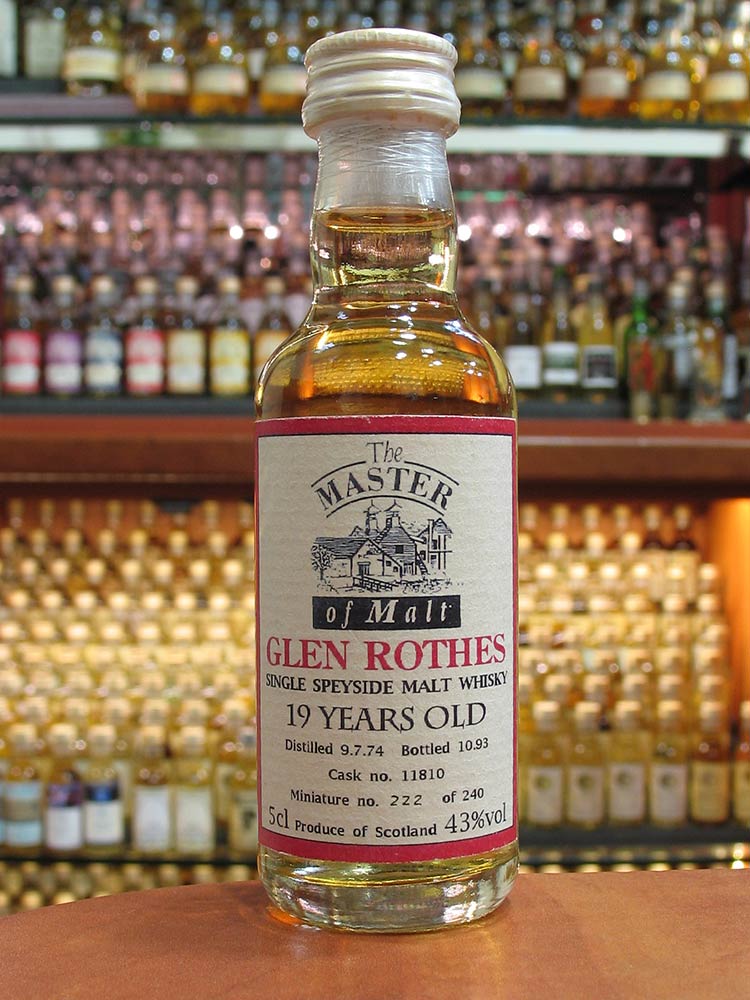 The
MASTER
of Malt
GLEN ROTHES
SINGLE SPEYSIDE MALT WHISKY
19 YEARS OLD
Distilled 9.7.74 Bottled 10.93
Cask no. 11810
Miniature no. 222 of 240
5cl Produce of Scotland 43%vol